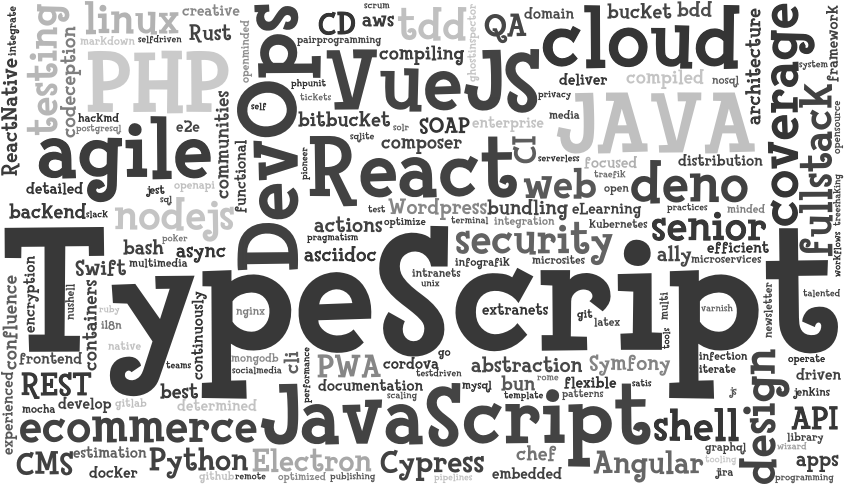 scrum
linux
creative
CD
aws
tdd
QA
domain
bucket
bdd
framework
integrate
testing
markdown
selfdriven
Rust
openminded
pairprogramming
compiling
ghostinspector
cloud
architecture
coverage
system
ReactNative
codeception
PHP
DevOps
phpunit
VueJS
deliver
compiled
nosql
self
tickets
privacy
JAVA
hackmd
postgresql
communities
bitbucket
solr
SOAP
enterprise
media
opensource
agile
e2e
functional
sqlite
composer
CI
serverless
fullstack
pioneer
React
focused
distribution
traefik
detailed
jest
openapi
sql
web
open
deno
treeshaking
backend
slack
nodejs
test
Wordpress
bundling
eLearning
practices
minded
actions
optimize
terminal
integration
kubernetes
senior
poker
pragmatism
security
bash
async
asciidoc
infografik
microsites
ally
efficient
microservices
workflows
Swift
multimedia
intranets
unix
TypeScript
encryption
nushell
containers
continuously
confluence
ruby
i18n
nginx
extranets
git
latex
multi
tools
varnish
newsletter
talented
native
frontend
teams
mongodb
socialmedia
cli
performance
PWA
cordova
go
testdriven
abstraction
Symfony
infection
iterate
design
operate
driven
experienced
REST
best
documentation
scaling
mysql
bun
rome
template
flexible
patterns
satis
js
jenkins
mocha
develop
gitlab
determined
JavaScript
shell
API
ecommerce
graphql
library
wizard
CMS
estimation
Python
Electron
Cypress
chef
Angular
tooling
apps
docker
github
remote
optimized
publishing
pipelines
embedded
jira
programming